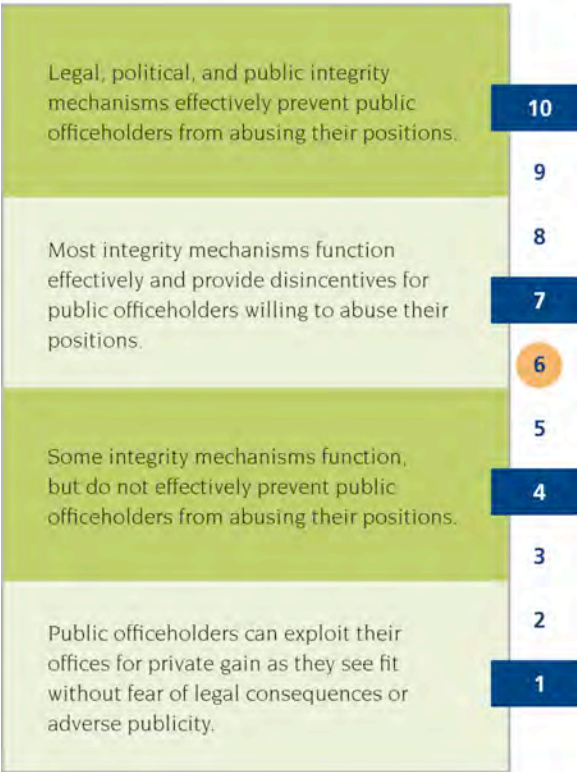 Legal, political, and public integrity
mechanisms effectively prevent public
officeholders from abusing their positions.
10
9
Most integrity mechanisms function
effectively and provide disincentives for
public officeholders willing to abuse their
positions.
8
7
6
5
Some integrity mechanisms function,
but do not effectively prevent public
officeholders from abusing their positions.
4
3
2
Public officeholders can exploit their
offices for private gain as they see fit
without fear of legal consequences or
adverse publicity.
1